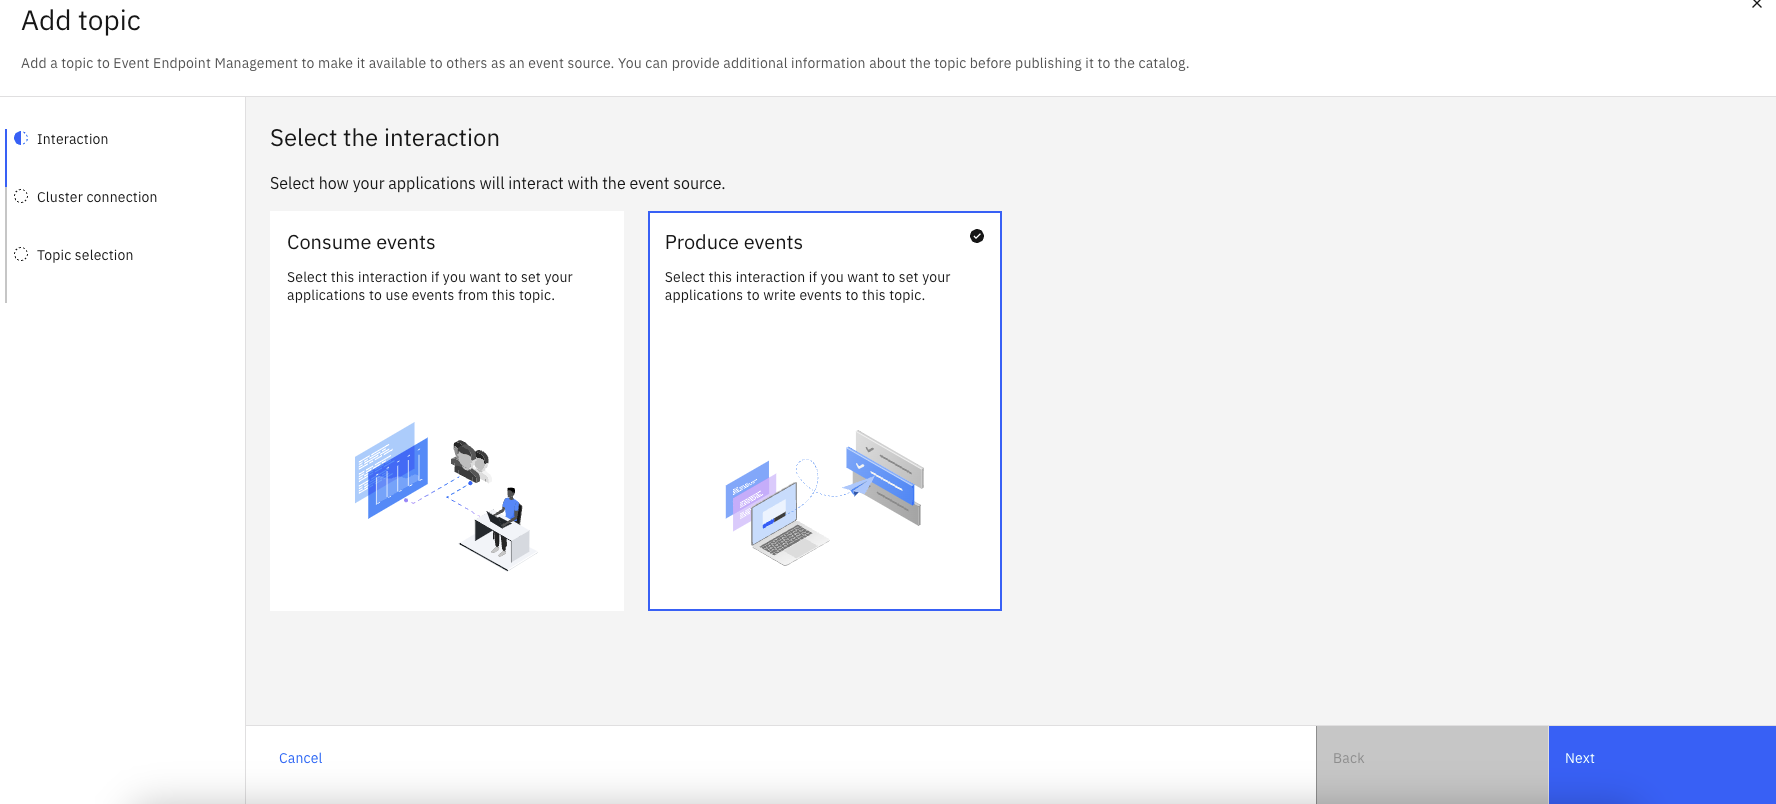 Add topic
Add a topic to Event Endpoint Management to make it available to others as an event source. You can provide additional information about the topic before publishing it to the catalog.
Interaction
Cluster connection
Topic selection
Select the interaction
Select how your applications will interact with the event source.
Consume events
Select this interaction if you want to set your
applications to use events from this topic.
Produce events
Select this interaction if you want to set your
applications to write events to this topic.
Cancel
Back
Next